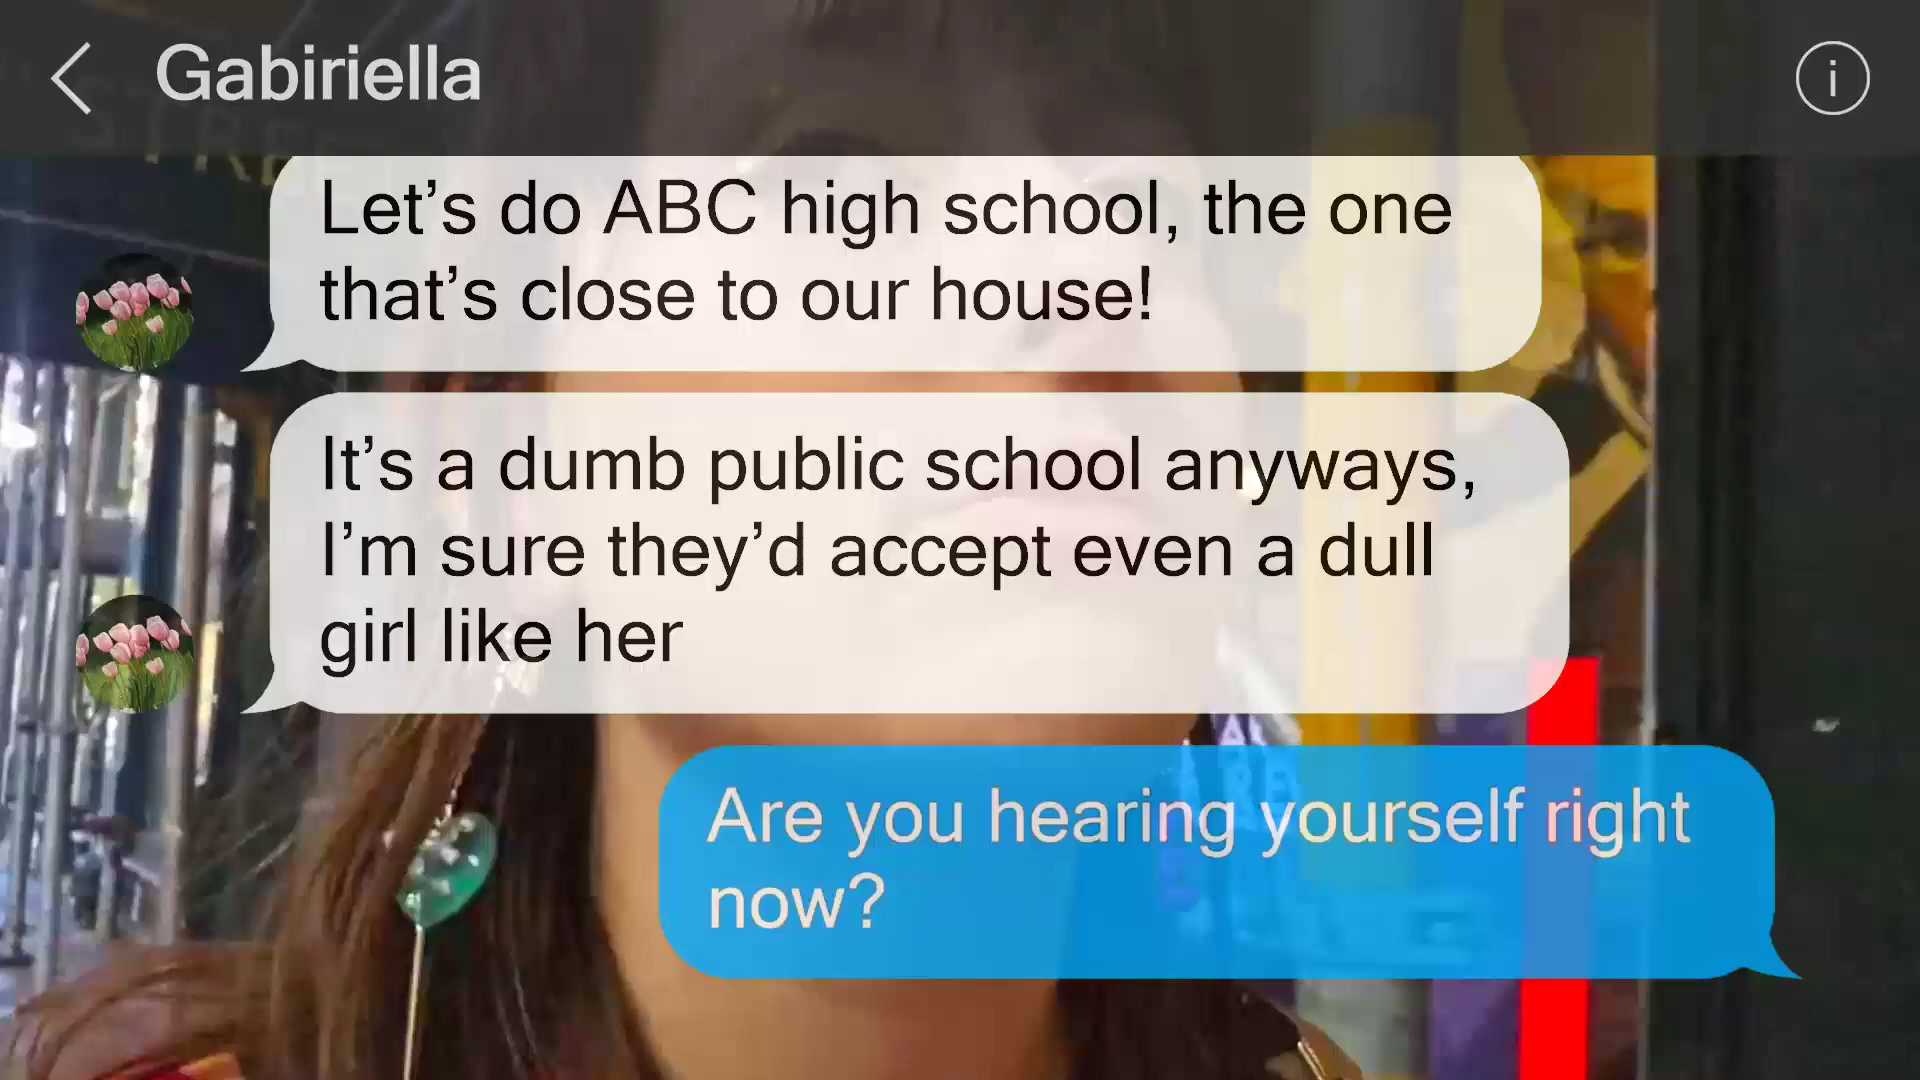 Gabiriella
Let’s do ABC high school, the one
that’s close to our house!
It’s a dumb public school anyways,
I’m sure they’d accept even a dull
girl like her
Are you hearing yourself right
now?